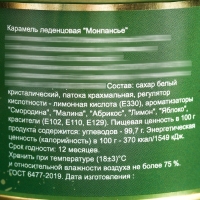 Карамель леденцовая "Монпансье"
Состав: сахар белый
кристалический, патока крахмальная, регулятор
кислотности - лимонная кислота (Е330), ароматизаторы
"Смородина", "Малина", "Абрикос", "Лимон", "Яблоко",
красители (Е102, Е110, Е129). Пищевая ценность в 100 г
продукта содержится: углеводов - 99,7 г. Энергетическая
ценность (калорийность) в 100 г - 370 ккал/1549 кДж.
Срок годности: 12 месяцев.
Хранить при температуре (18±3)°С
и относительной влажности воздуха не более 75 %.
ГОСТ 6477-2019. Дата